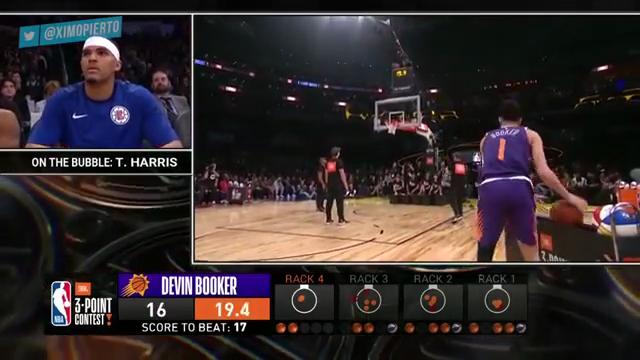 @XIMOPIERTO
ON THE BUBBLE: T. HARRIS
BOOKER
1
NBA
JBL
3-POINT
CONTEST
DEVIN BOOKER
16
19.4
SCORE TO BEAT: 17
RACK 4
RACK 3
RACK 2
RACK 1